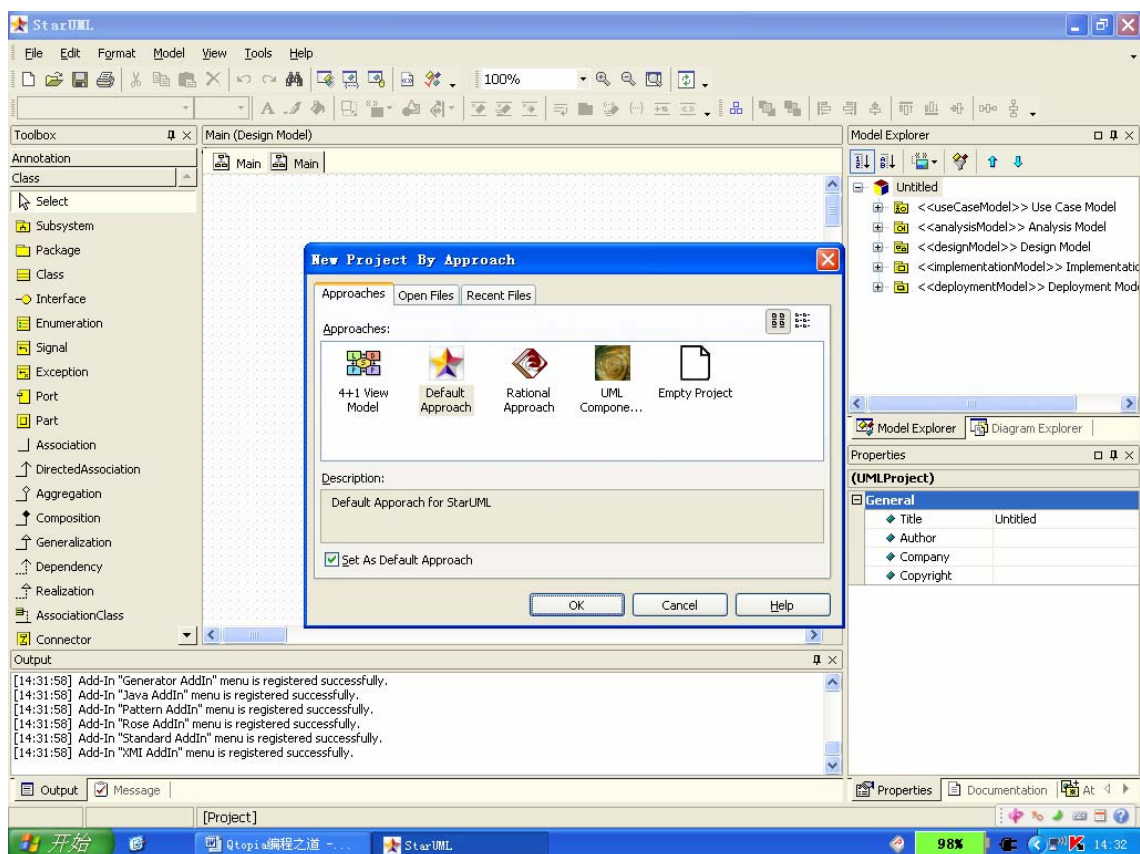 StarUML
File Edit Format Model View Tools Help
100%
Toolbox
Annotation
Class
Select
Subsystem
Package
Class
Interface
Enumeration
Signal
Exception
Port
Part
Association
DirectedAssociation
Aggregation
Composition
Generalization
Dependency
Realization
AssociationClass
Connector
Main (Design Model)
Main Main
New Project By Approach
Approaches Open Files Recent Files
Approaches:
4+1 View Model
Default Approach
Rational Approach
UML Compone...
Empty Project
Description:
Default Apporach for StarUML
Set As Default Approach
OK Cancel Help
Model Explorer
Untitled
<<useCaseModel>> Use Case Model
<<analysisModel>> Analysis Model
<<designModel>> Design Model
<<implementationModel>> Implementatic
<<deploymentModel>> Deployment Mod
Model Explorer Diagram Explorer
Properties
(UMLProject)
General
Title Untitled
Author
Company
Copyright
Output
[14:31:58] Add-In "Generator AddIn" menu is registered successfully.
[14:31:58] Add-In "Java AddIn" menu is registered successfully.
[14:31:58] Add-In "Pattern AddIn" menu is registered successfully.
[14:31:58] Add-In "Rose AddIn" menu is registered successfully.
[14:31:58] Add-In "Standard AddIn" menu is registered successfully.
[14:31:58] Add-In "XMI AddIn" menu is registered successfully.
Output Message
Properties Documentation At
[Project]
开始 Qtopia编程之道 -... StarUML 98% 14:32